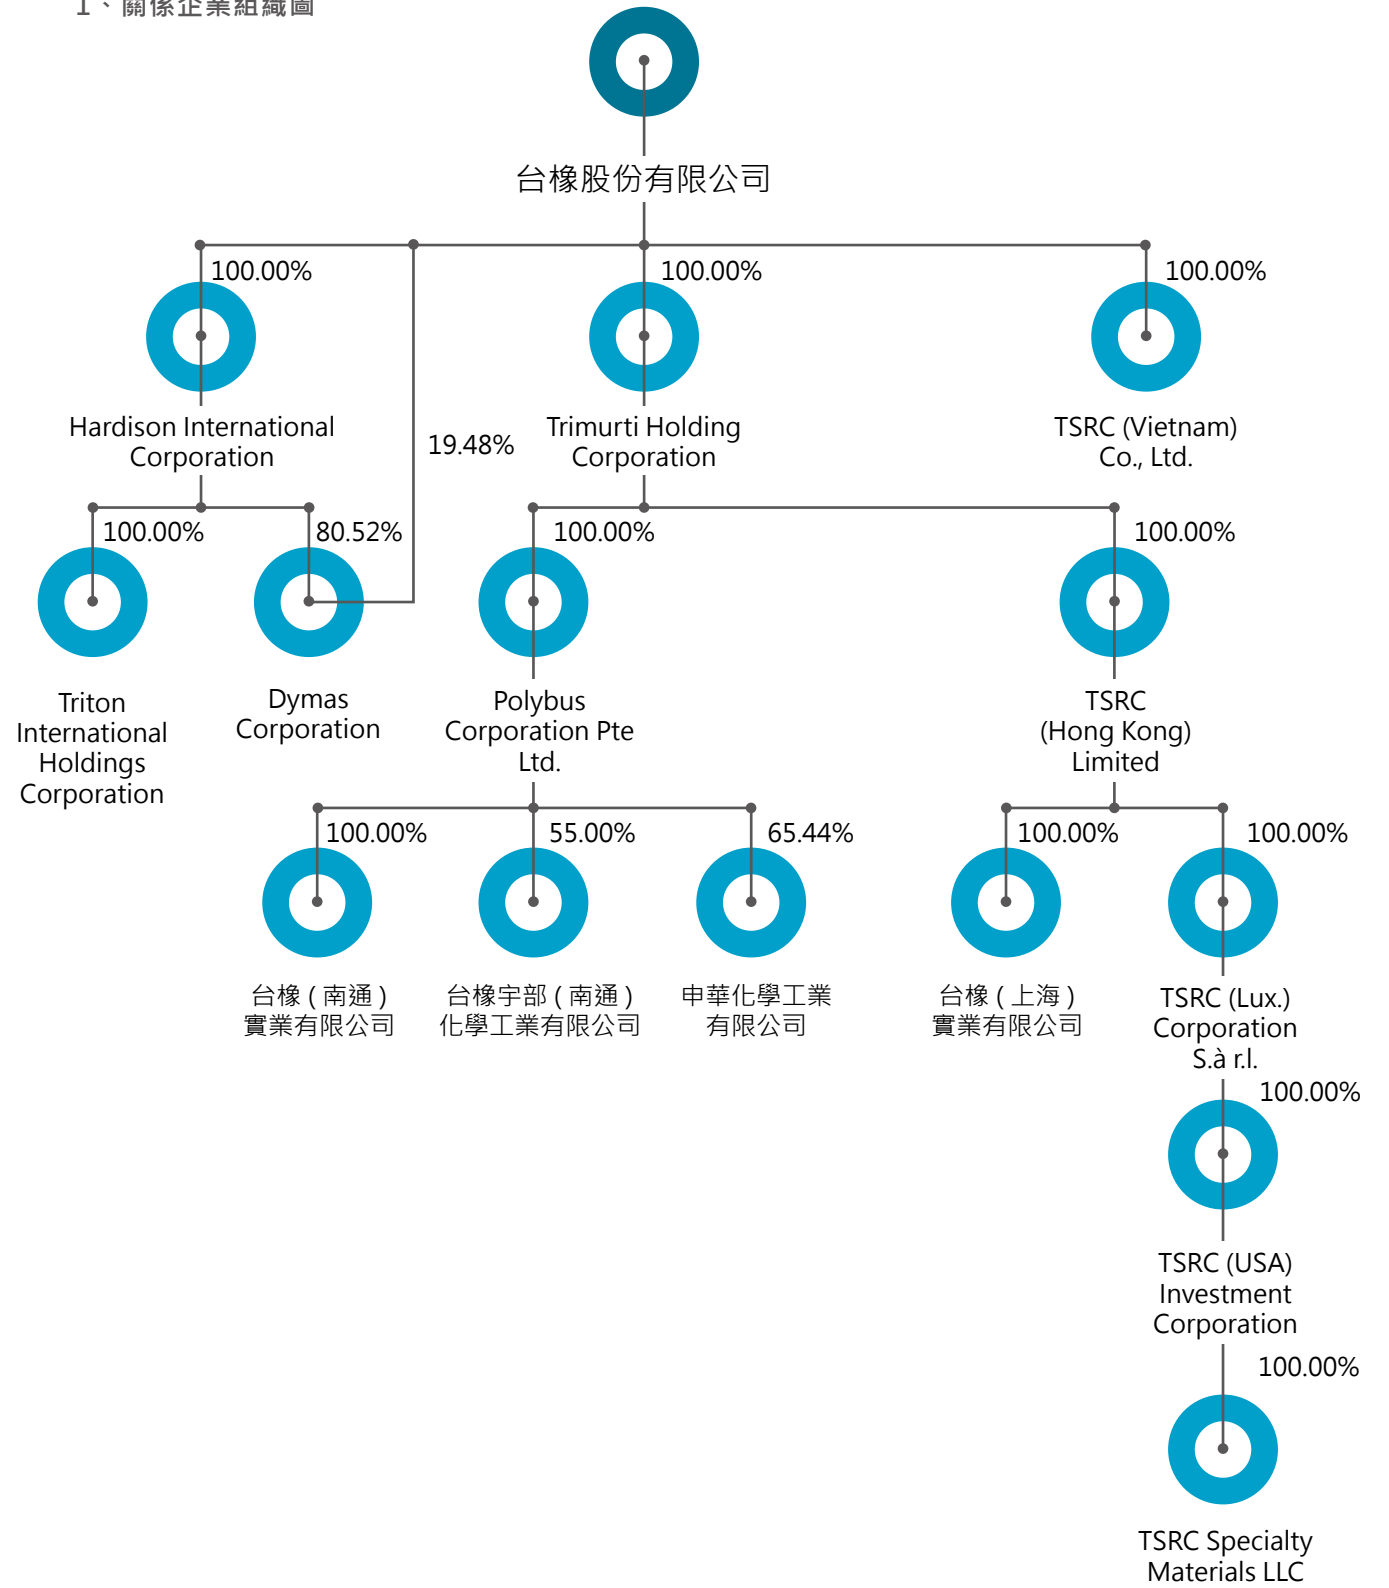 1、關係企業組織圖
台橡股份有限公司
100.00%
100.00%
100.00%
Hardison International
Corporation
19.48%
Trimurti Holding
Corporation
TSRC (Vietnam)
Co., Ltd.
100.00%
80.52%
100.00%
100.00%
Triton
International
Holdings
Corporation
Dymas
Corporation
Polybus
Corporation Pte
Ltd.
TSRC
(Hong Kong)
Limited
100.00%
55.00%
65.44%
100.00%
100.00%
台橡 ( 南通 )
實業有限公司
台橡宇部 ( 南通 )
化學工業有限公司
申華化學工業
有限公司
台橡 ( 上海 )
實業有限公司
TSRC (Lux.)
Corporation
S.à r.l.
100.00%
TSRC (USA)
Investment
Corporation
100.00%
TSRC Specialty
Materials LLC